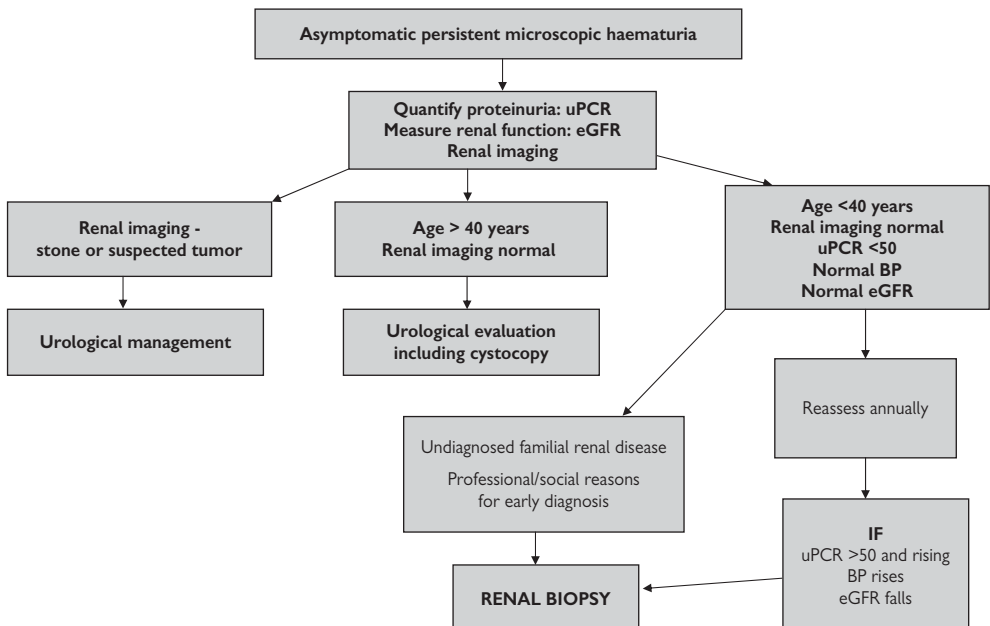 Asymptomatic persistent microscopic haematuria
Quantify proteinuria: uPCR
Measure renal function: eGFR
Renal imaging
Renal imaging -
stone or suspected tumor
Age > 40 years
Renal imaging normal
Age <40 years
Renal imaging normal
uPCR <50
Normal BP
Normal eGFR
Urological management
Urological evaluation
including cystocopy
Reassess annually
Undiagnosed familial renal disease
Professional/social reasons
for early diagnosis
IF
uPCR >50 and rising
BP rises
eGFR falls
RENAL BIOPSY